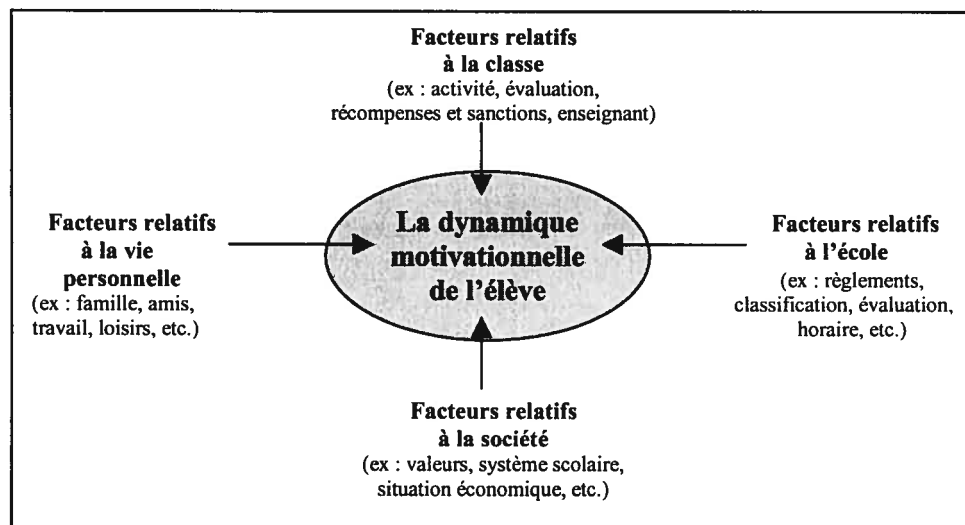 Facteurs relatifs
à la classe
(ex : activité, évaluation,
récompenses et sanctions, enseignant)
Facteurs relatifs
à la vie
personnelle
(ex : famille, amis,
travail, loisirs, etc.)
La dynamique
motivationnelle
de l'élève
Facteurs relatifs
à l'école
(ex : règlements,
classification, évaluation,
horaire, etc.)
Facteurs relatifs
à la société
(ex : valeurs, système scolaire,
situation économique, etc.)